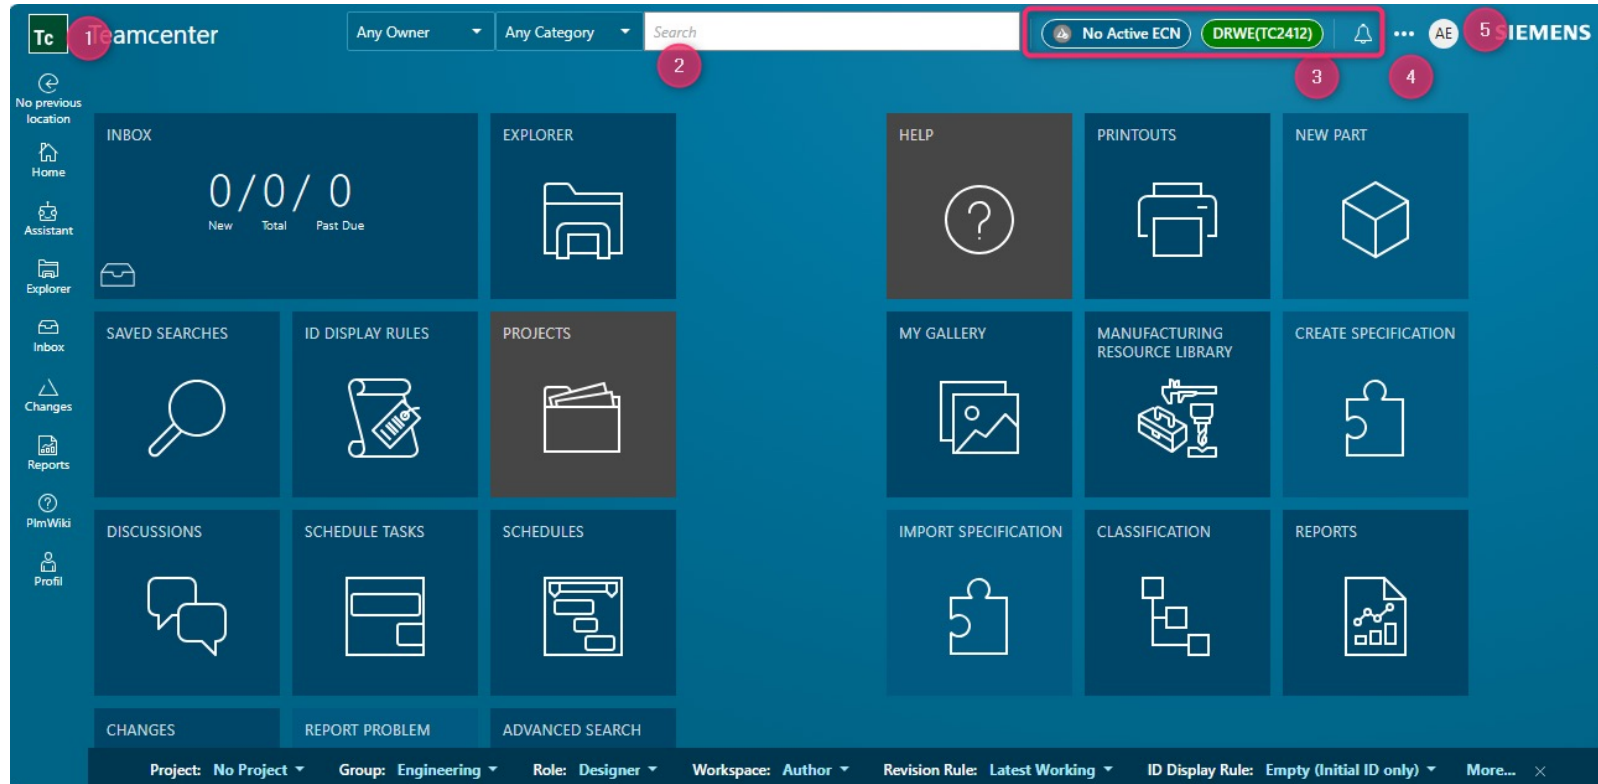 Tc 1 Teamcenter Any Owner Any Category Search No Active ECN DRWE(TC2412) AE 5 SIEMENS
2 3 4
No previous
location
Home
Assistant
Explorer
Inbox
Changes
Reports
PlmWiki
Profil
INBOX
0/0/ 0
New Total Past Due
EXPLORER
HELP
PRINTOUTS
NEW PART
SAVED SEARCHES
ID DISPLAY RULES
PROJECTS
MY GALLERY
MANUFACTURING
RESOURCE LIBRARY
CREATE SPECIFICATION
DISCUSSIONS
SCHEDULE TASKS
SCHEDULES
IMPORT SPECIFICATION
CLASSIFICATION
REPORTS
CHANGES
REPORT PROBLEM
ADVANCED SEARCH
Project: No Project Group: Engineering Role: Designer Workspace: Author Revision Rule: Latest Working ID Display Rule: Empty (Initial ID only) More...